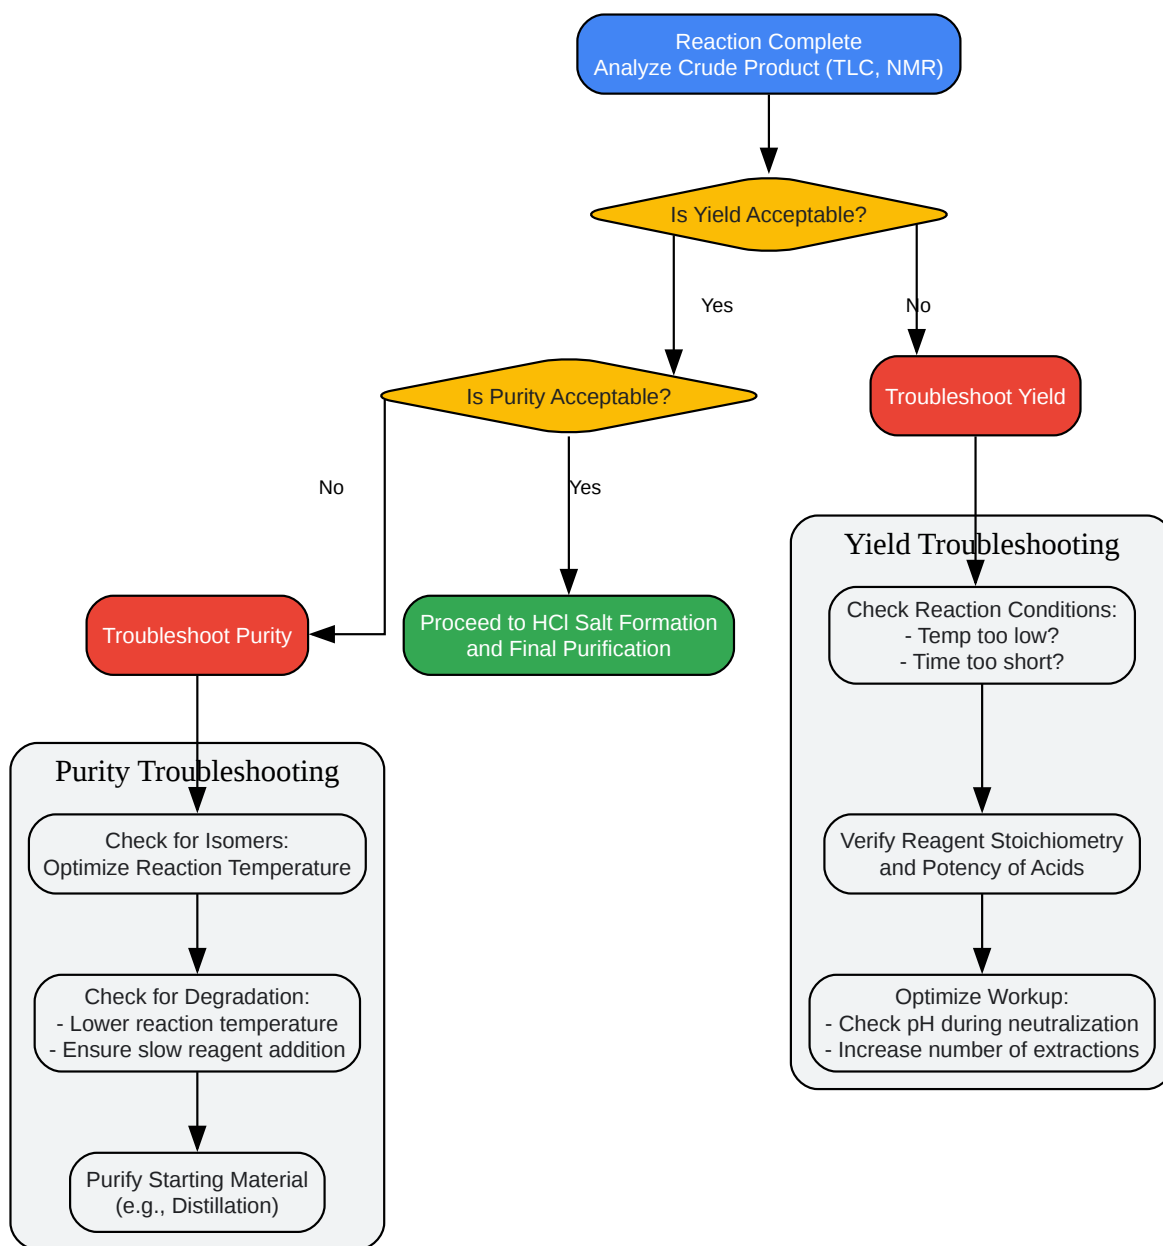 Reaction Complete
Analyze Crude Product (TLC, NMR)
Is Yield Acceptable?
Yes
No
Is Purity Acceptable?
Troubleshoot Yield
No
Yes
Yield Troubleshooting
Check Reaction Conditions:
- Temp too low?
- Time too short?
Troubleshoot Purity
Proceed to HCl Salt Formation
and Final Purification
Purity Troubleshooting
Check for Isomers:
Optimize Reaction Temperature
Verify Reagent Stoichiometry
and Potency of Acids
Check for Degradation:
- Lower reaction temperature
- Ensure slow reagent addition
Optimize Workup:
- Check pH during neutralization
- Increase number of extractions
Purify Starting Material
(e.g., Distillation)